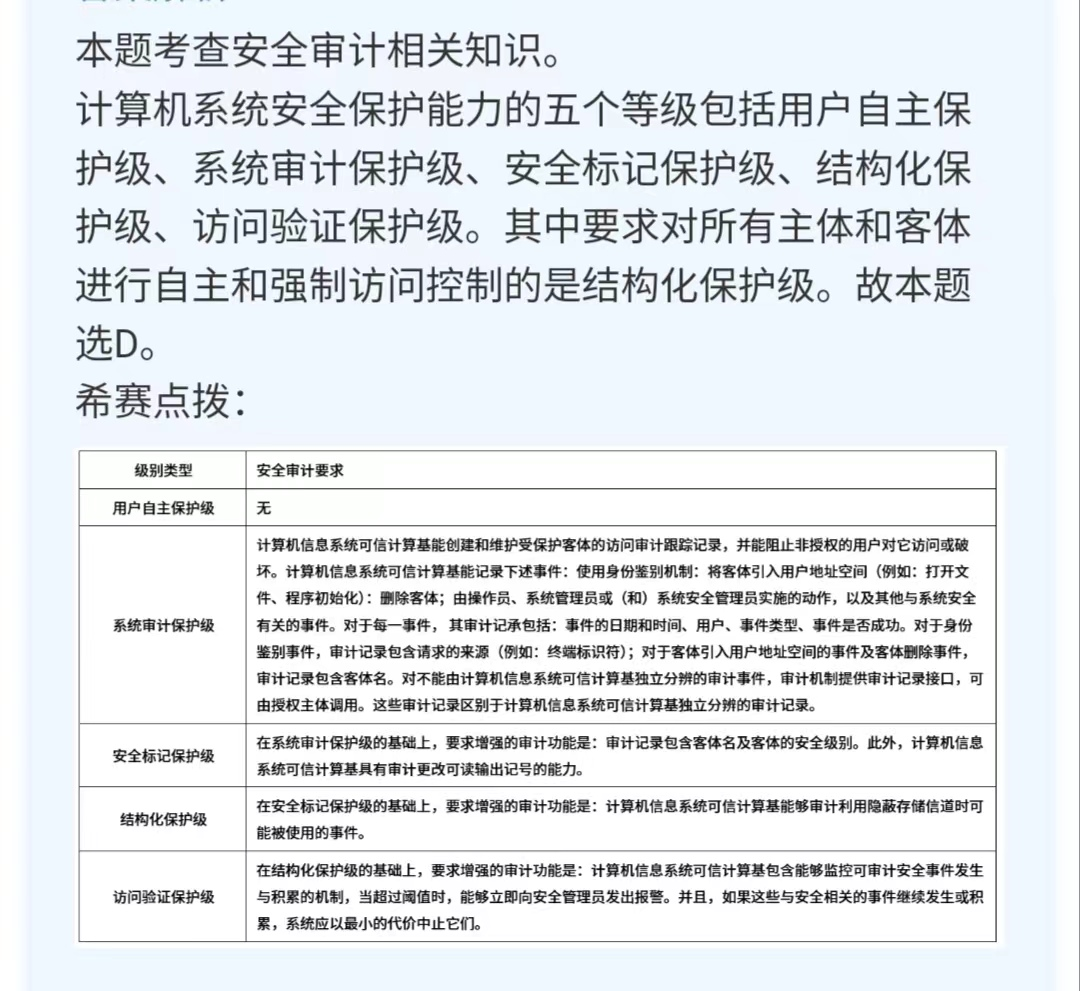 本题考查安全审计相关知识。
计算机系统安全保护能力的五个等级包括用户自主保
护级、系统审计保护级、安全标记保护级、结构化保
护级、访问验证保护级。其中要求对所有主体和客体
进行自主和强制访问控制的是结构化保护级。故本题
选D。
希赛点拨：
级别类型 安全审计要求
用户自主保护级 无
系统审计保护级
计算机信息系统可信计算基能创建和维护受保护客体的访问审计跟踪记录，并能阻止非授权的用户对它访问或破
坏。计算机信息系统可信计算基能记录下述事件：使用身份鉴别机制：将客体引入用户地址空间（例如：打开文
件、程序初始化）：删除客体；由操作员、系统管理员或（和）系统安全管理员实施的动作，以及其他与系统安全
有关的事件。对于每一事件， 其审计记承包括：事件的日期和时间、用户、事件类型、事件是否成功。对于身份
鉴别事件，审计记录包含请求的来源（例如：终端标识符）；对于客体引入用户地址空间的事件及客体删除事件，
审计记录包含客体名。对不能由计算机信息系统可信计算基独立分辨的审计事件，审计机制提供审计记录接口，可
由授权主体调用。这些审计记录区别于计算机信息系统可信计算基独立分辨的审计记录。
安全标记保护级
在系统审计保护级的基础上，要求增强的审计功能是：审计记录包含客体名及客体的安全级别。此外，计算机信息
系统可信计算基具有审计更改可读输出记号的能力。
结构化保护级
在安全标记保护级的基础上，要求增强的审计功能是：计算机信息系统可信计算基能够审计利用隐蔽存储信道时可
能被使用的事件。
访问验证保护级
在结构化保护级的基础上，要求增强的审计功能是：计算机信息系统可信计算基包含能够监控可审计安全事件发生
与积累的机制，当超过阈值时，能够立即向安全管理员发出报警。并且，如果这些与安全相关的事件继续发生或积
累，系统应以最小的代价中止它们。